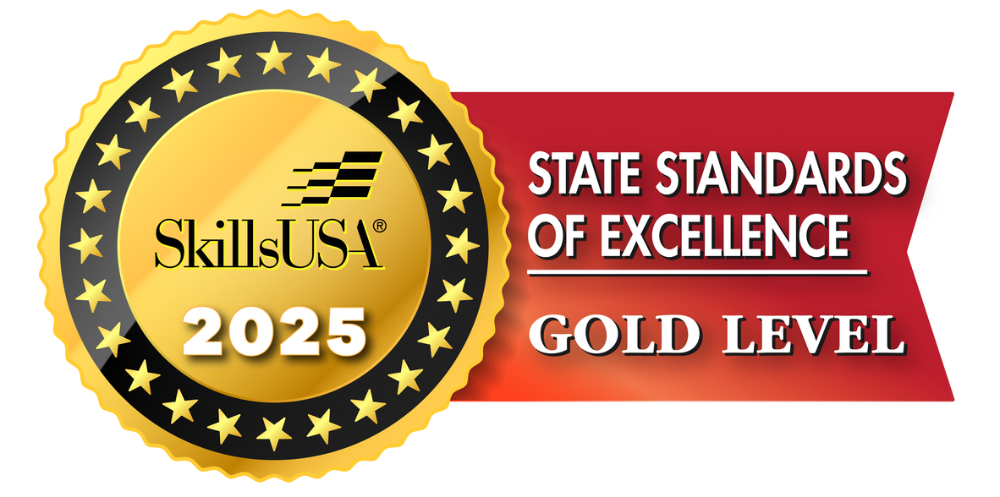 SkillsUSA®
2025
STATE STANDARDS
OF EXCELLENCE
GOLD LEVEL